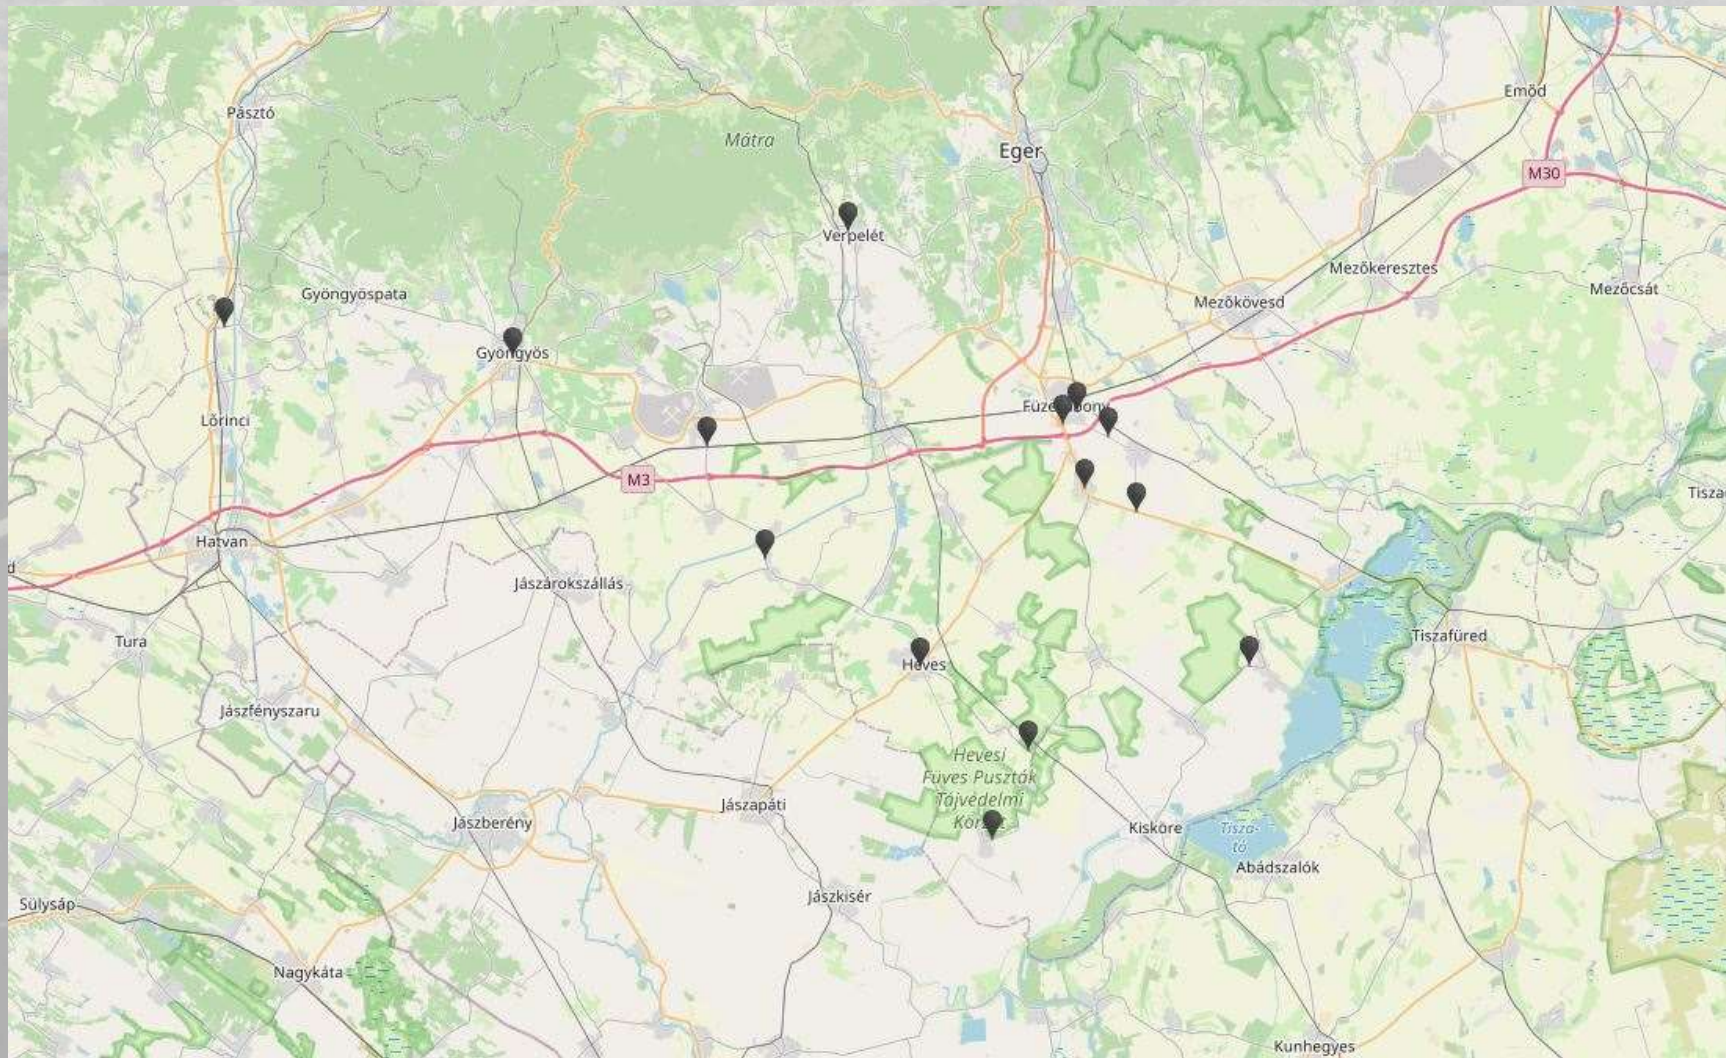 Emőd
Pásztó
Mátra
Eger
M30
Verpelét
Mezőkeresztes
Gyöngyöspata
Mezőcsát
Mezőkövesd
Gyöngyös
Lőrinci
M3
Hatvan
Jászárokszállás
Tura
Tiszafüred
Heves
Jászfényszaru
Hevesi
Füves Puszták
Tájvédelmi
Jászapáti
Jászberény
Kisköre
Tisza-
tó
Abádszalók
Jászkisér
Sülysáp
Nagykáta
Kunhegyes